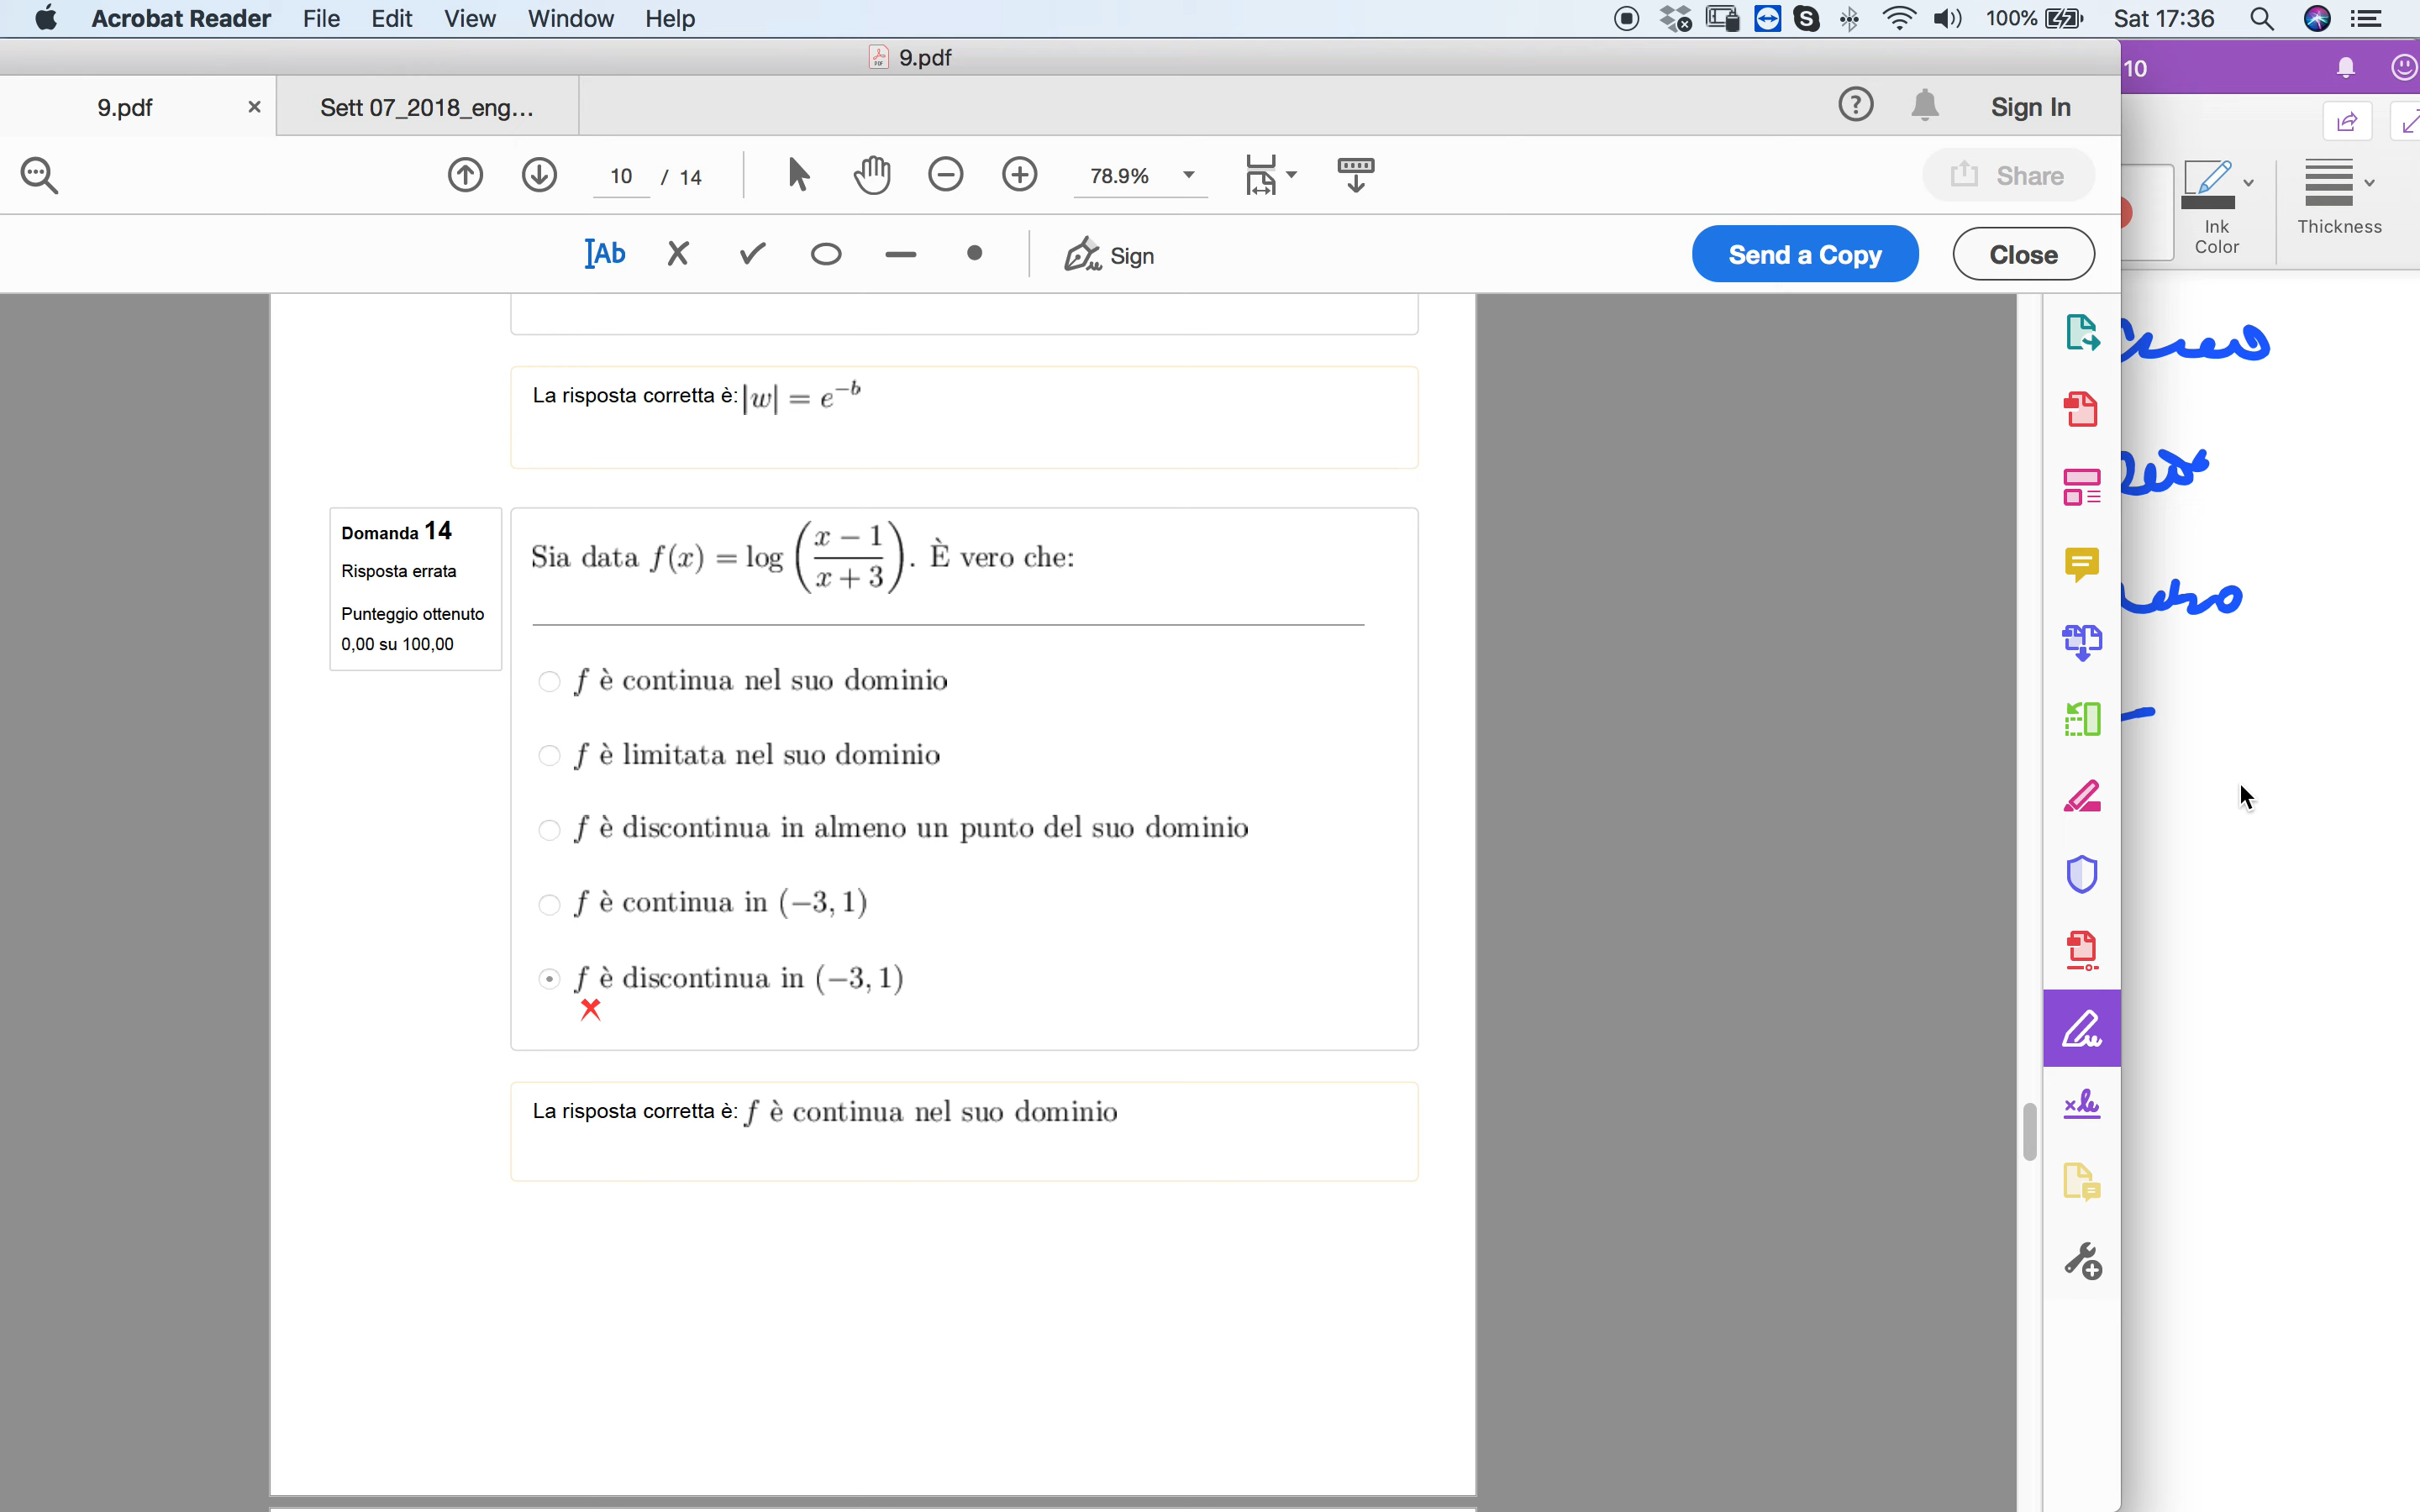 Acrobat Reader File Edit View Window Help 100% Sat 17:36
9.pdf
10
9.pdf × Sett 07_2018_eng... ? Sign In
10 / 14 78.9% Share
Ink Color
Thickness
Ab Sign Send a Copy Close
La risposta corretta è: |w| = e^{-b}
Domanda 14
Risposta errata
Punteggio ottenuto
0,00 su 100,00
Sia data f(x) = log((x − 1)/(x + 3)). È vero che:
f è continua nel suo dominio
f è limitata nel suo dominio
f è discontinua in almeno un punto del suo dominio
f è continua in (−3, 1)
f è discontinua in (−3, 1)
La risposta corretta è: f è continua nel suo dominio